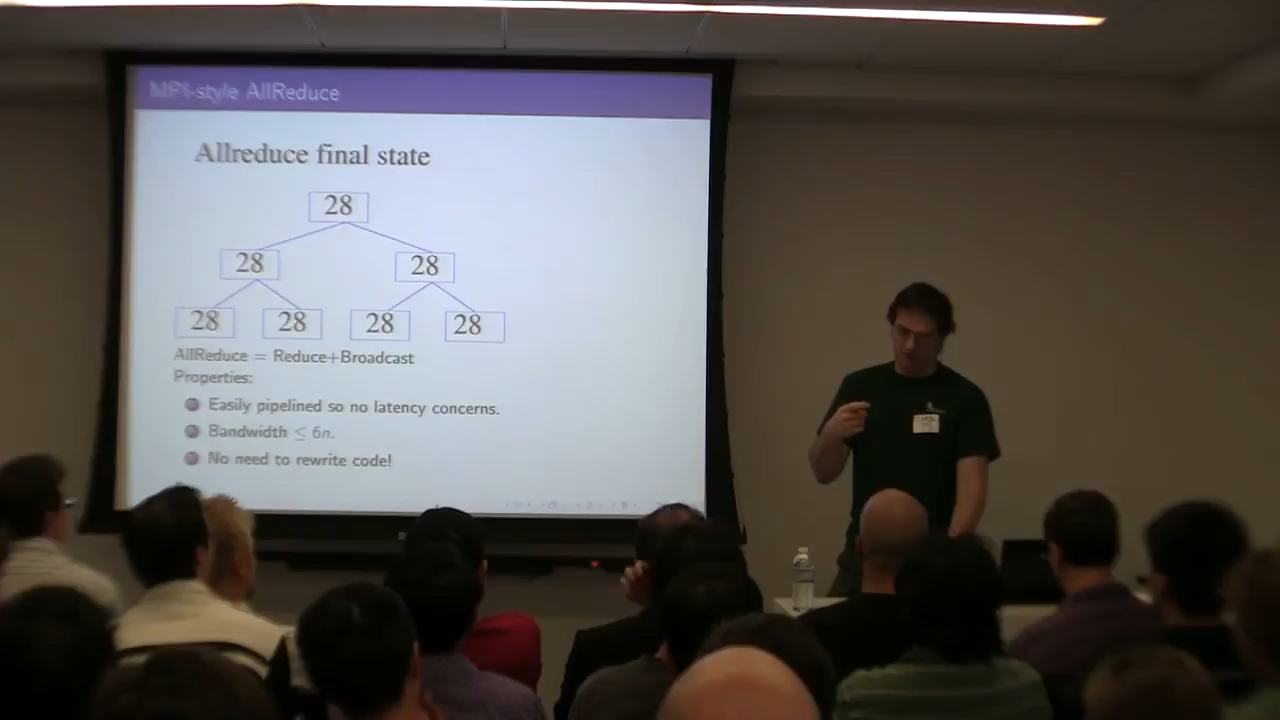 MPI-style AllReduce
Allreduce final state
28
28 28
28 28 28 28
AllReduce = Reduce+Broadcast
Properties:
Easily pipelined so no latency concerns.
Bandwidth ≤ 6n.
No need to rewrite code!